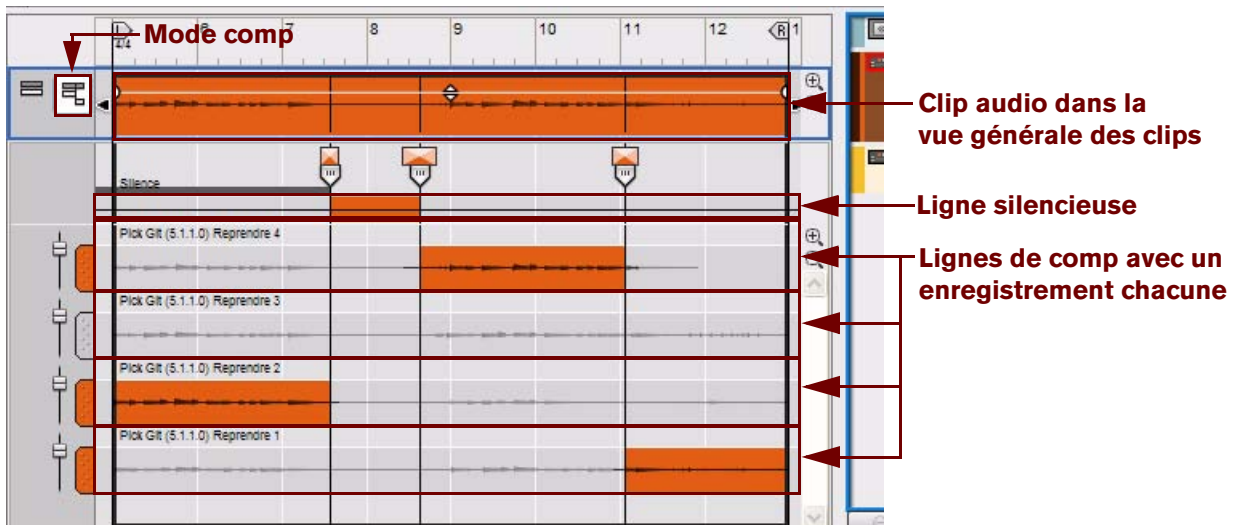 L 6 7 8 9 10 11 12 R 1
4/4
Mode comp
Clip audio dans la
vue générale des clips
Silence
Ligne silencieuse
Pick Git (5.1.1.0) Reprendre 4
Lignes de comp avec un
enregistrement chacune
Pick Git (5.1.1.0) Reprendre 3
Pick Git (5.1.1.0) Reprendre 2
Pick Git (5.1.1.0) Reprendre 1